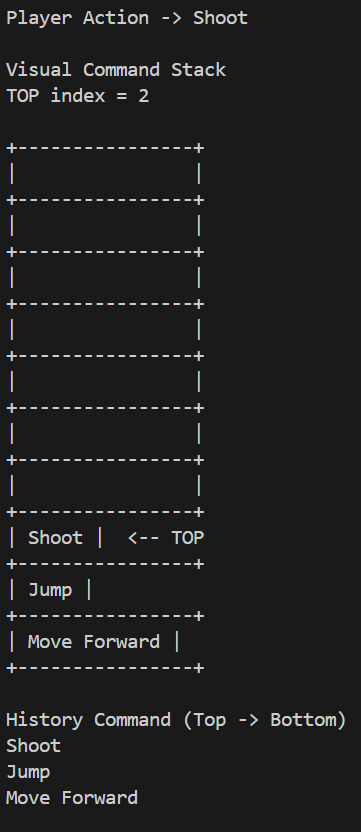 Player Action -> Shoot

Visual Command Stack
TOP index = 2

+----------------+
|                |
+----------------+
|                |
+----------------+
|                |
+----------------+
|                |
+----------------+
|                |
+----------------+
|                |
+----------------+
|                |
+----------------+
| Shoot |  <-- TOP
+----------------+
| Jump |
+----------------+
| Move Forward |
+----------------+

History Command (Top -> Bottom)
Shoot
Jump
Move Forward